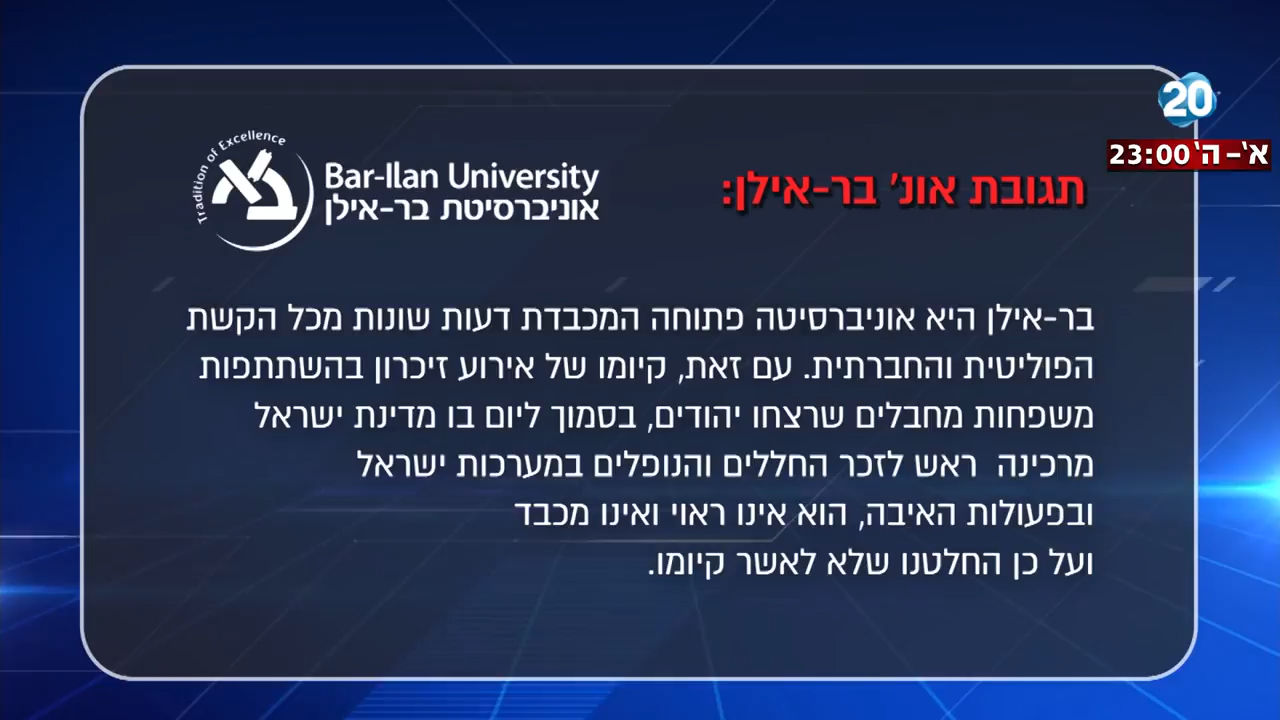 20
א'-ה' 23:00
Tradition of Excellence
Bar-Ilan University
אוניברסיטת בר-אילן
תגובת אונ' בר-אילן:
בר-אילן היא אוניברסיטה פתוחה המכבדת דעות שונות מכל הקשת
הפוליטית והחברתית. עם זאת, קיומו של אירוע זיכרון בהשתתפות
משפחות מחבלים שרצחו יהודים, בסמוך ליום בו מדינת ישראל
מרכינה ראש לזכר החללים והנופלים במערכות ישראל
ובפעולות האיבה, הוא אינו ראוי ואינו מכבד
ועל כן החלטנו שלא לאשר קיומו.